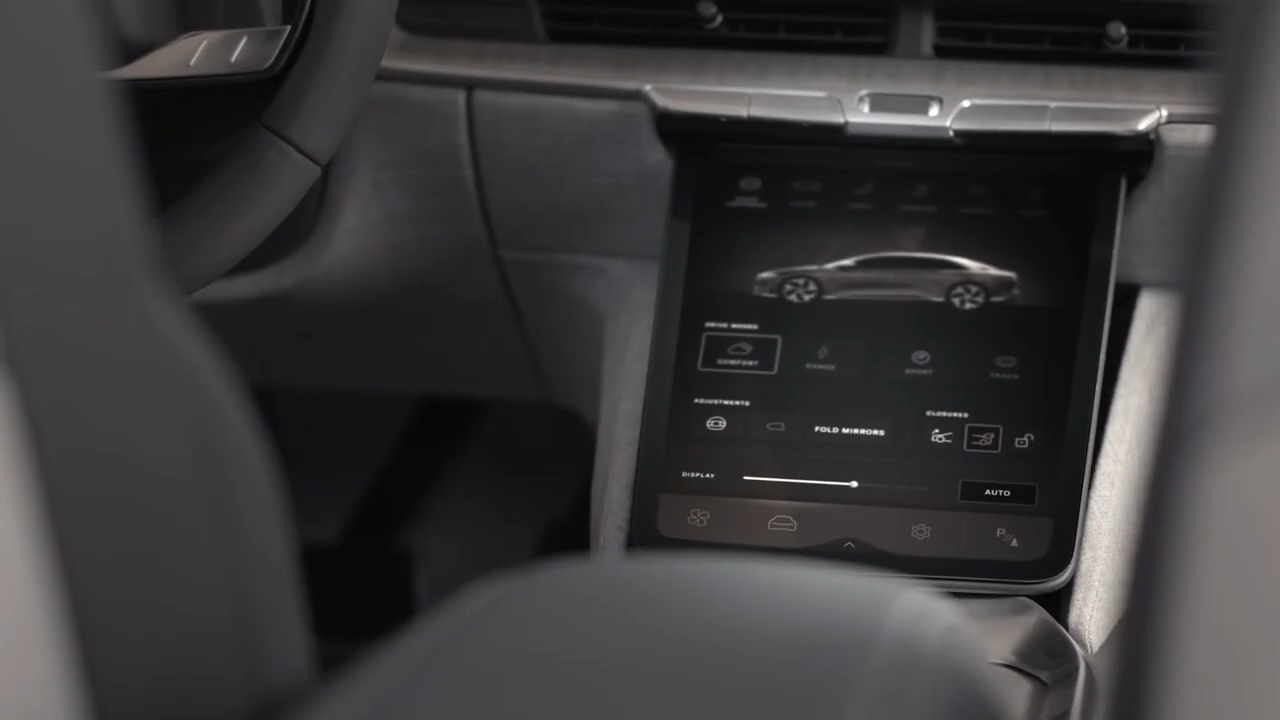 DRIVE MODES
COMFORT
RANGE
SPORT
TRACK
ADJUSTMENTS
CLOSURES
FOLD MIRRORS
DISPLAY
AUTO
P